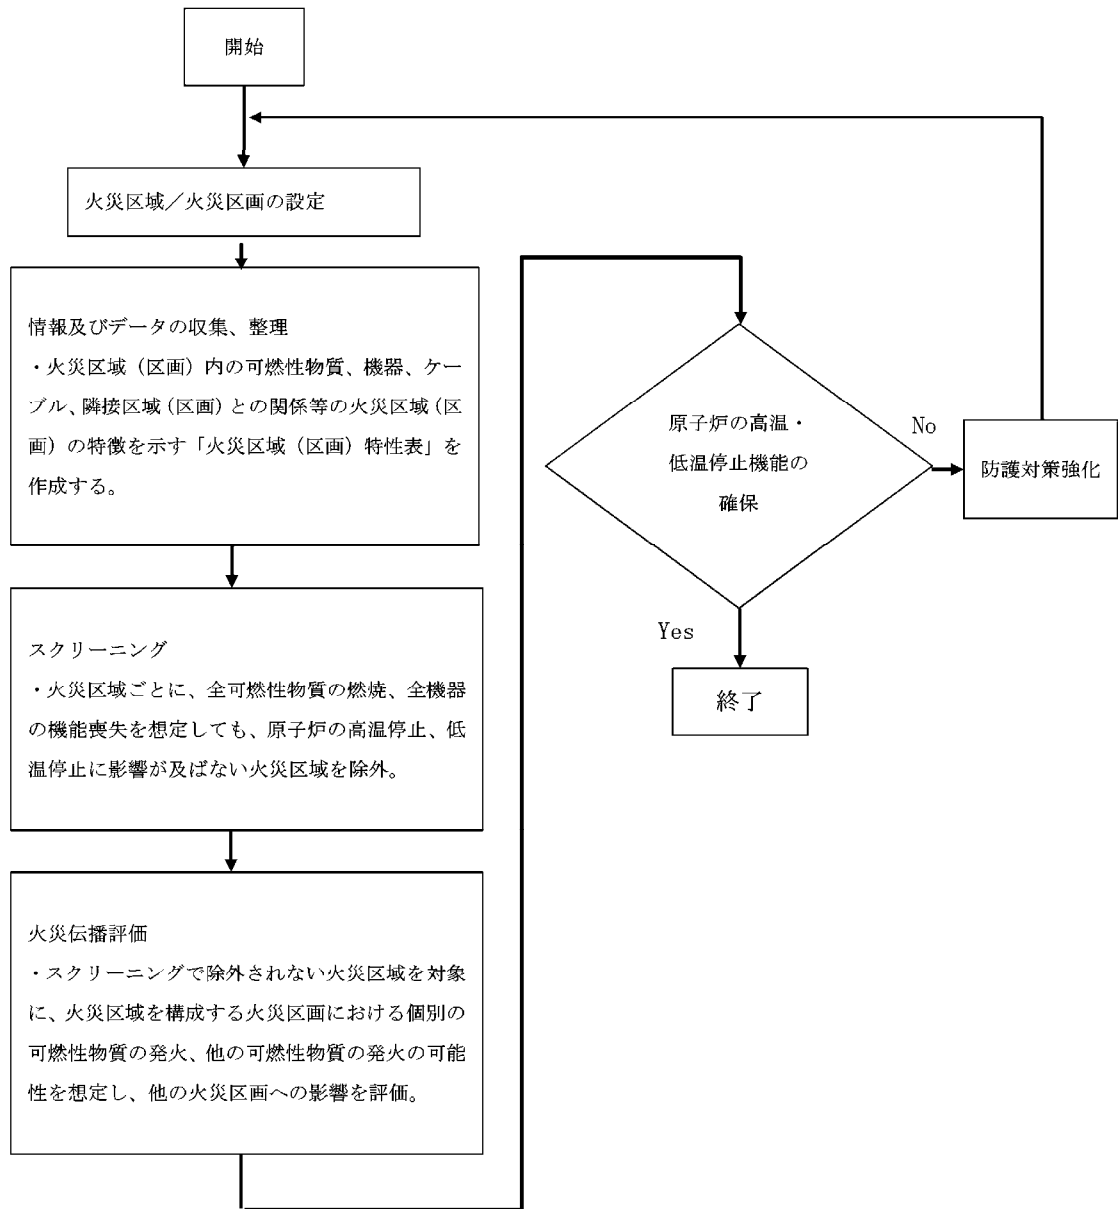 開始
火災区域／火災区画の設定
情報及びデータの収集、整理
・火災区域（区画）内の可燃性物質、機器、ケー
ブル、隣接区域（区画）との関係等の火災区域（区
画）の特徴を示す「火災区域（区画）特性表」を
作成する。
スクリーニング
・火災区域ごとに、全可燃性物質の燃焼、全機器
の機能喪失を想定しても、原子炉の高温停止、低
温停止に影響が及ばない火災区域を除外。
火災伝播評価
・スクリーニングで除外されない火災区域を対象
に、火災区域を構成する火災区画における個別の
可燃性物質の発火、他の可燃性物質の発火の可能
性を想定し、他の火災区画への影響を評価。
原子炉の高温・
低温停止機能の
確保
No
防護対策強化
Yes
終了